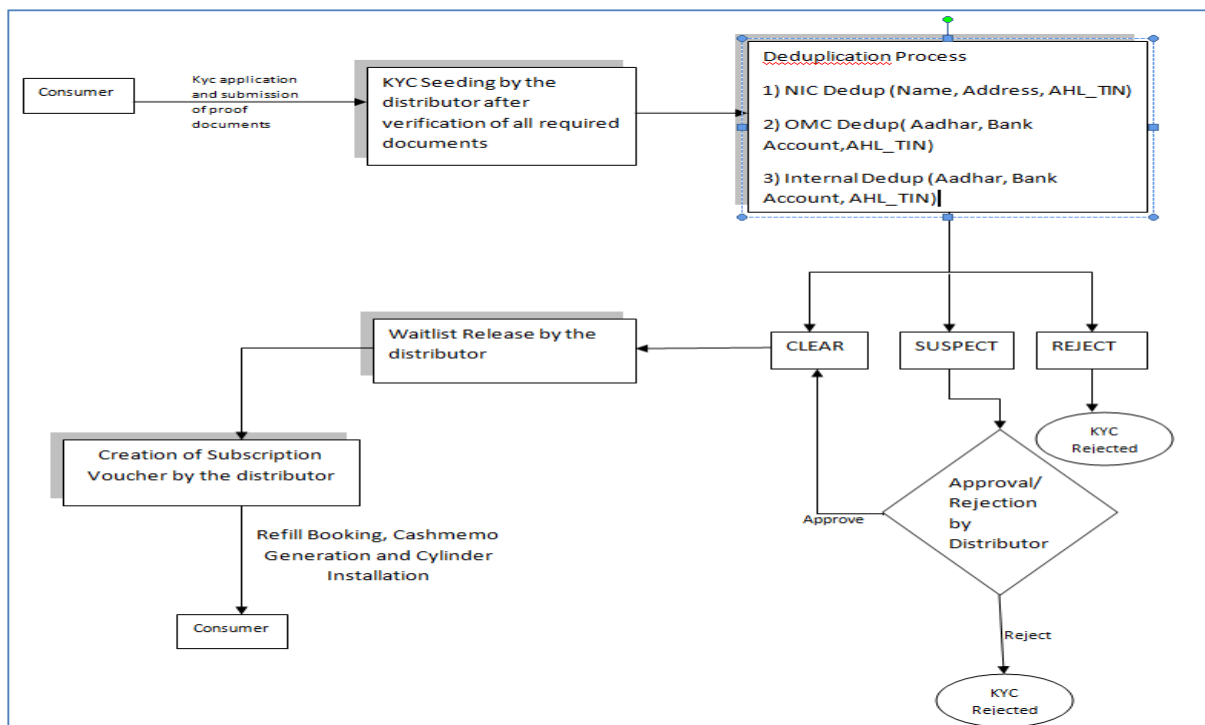 Consumer
Kyc application
and submission
of proof
documents
KYC Seeding by the
distributor after
verification of all required
documents
Deduplication Process
1) NIC Dedup (Name, Address, AHL_TIN)
2) OMC Dedup( Aadhar, Bank
Account,AHL_TIN)
3) Internal Dedup (Aadhar, Bank
Account, AHL_TIN)
CLEAR
SUSPECT
REJECT
KYC
Rejected
Approval/
Rejection
by
Distributor
Approve
Reject
KYC
Rejected
Waitlist Release by the
distributor
Creation of Subscription
Voucher by the distributor
Refill Booking, Cashmemo
Generation and Cylinder
Installation
Consumer